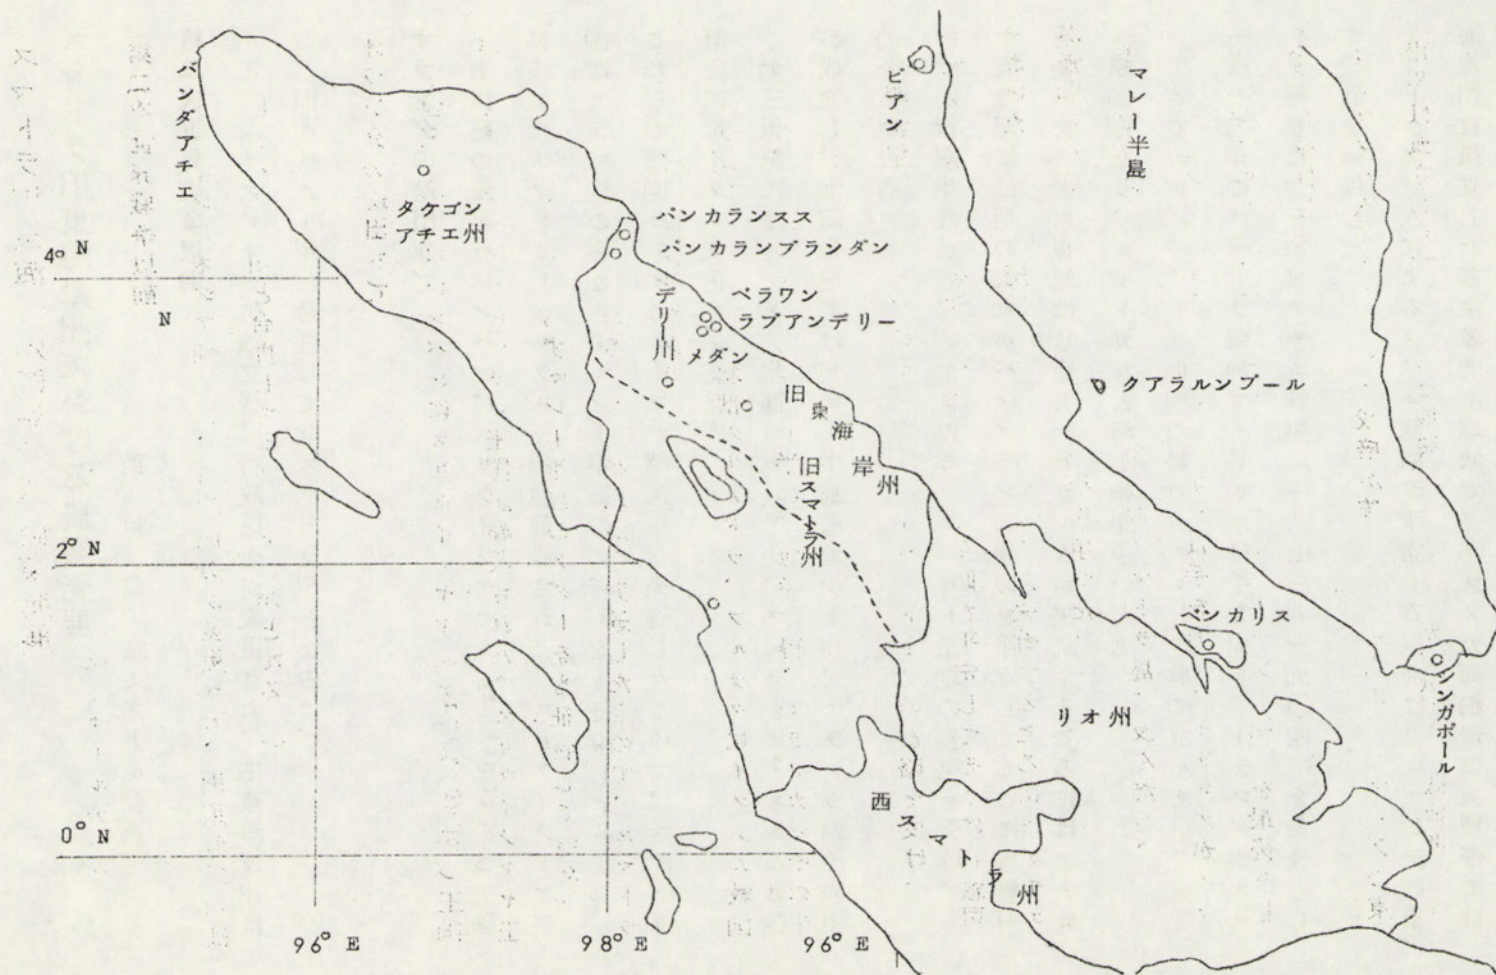 バンダアチエ
タケゴン
アチエ州
パンカランスス
パンカランブランダン
ベラワン
ラブアンデリー
メダン
デリー川
旧東海岸州
旧スマトラ州
ピアン
マレー半島
クアラルンプール
ベンカリス
シンガポール
リオ州
西スマトラ州
4° N
N
2° N
0° N
96° E
98° E
96° E